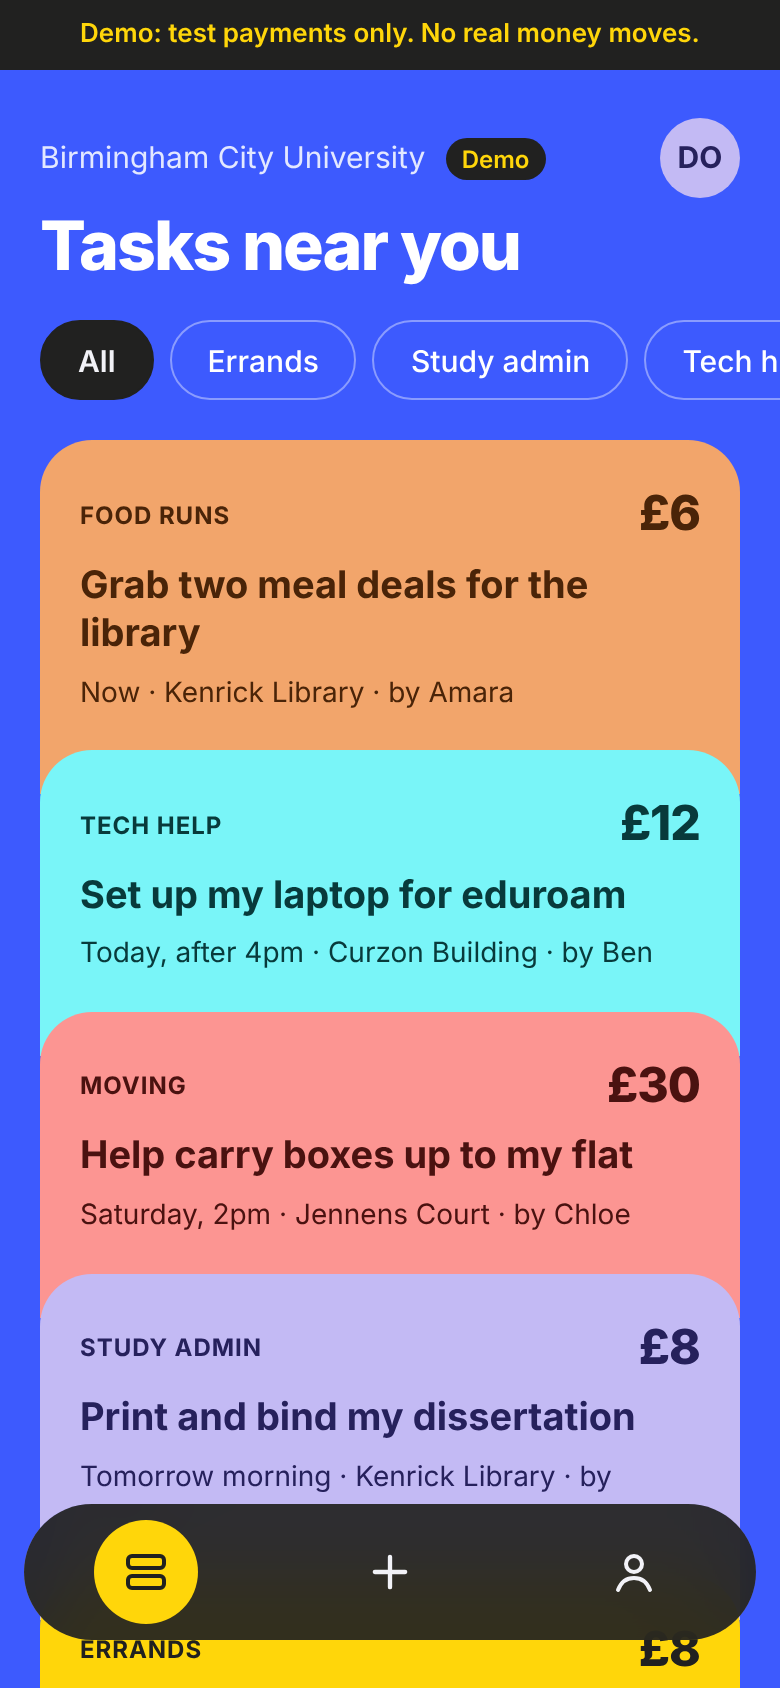 Demo: test payments only. No real money moves.
Birmingham City University Demo DO
Tasks near you
All Errands Study admin Tech h
FOOD RUNS £6
Grab two meal deals for the
library
Now · Kenrick Library · by Amara
TECH HELP £12
Set up my laptop for eduroam
Today, after 4pm · Curzon Building · by Ben
MOVING £30
Help carry boxes up to my flat
Saturday, 2pm · Jennens Court · by Chloe
STUDY ADMIN £8
Print and bind my dissertation
Tomorrow morning · Kenrick Library · by
ERRANDS £8